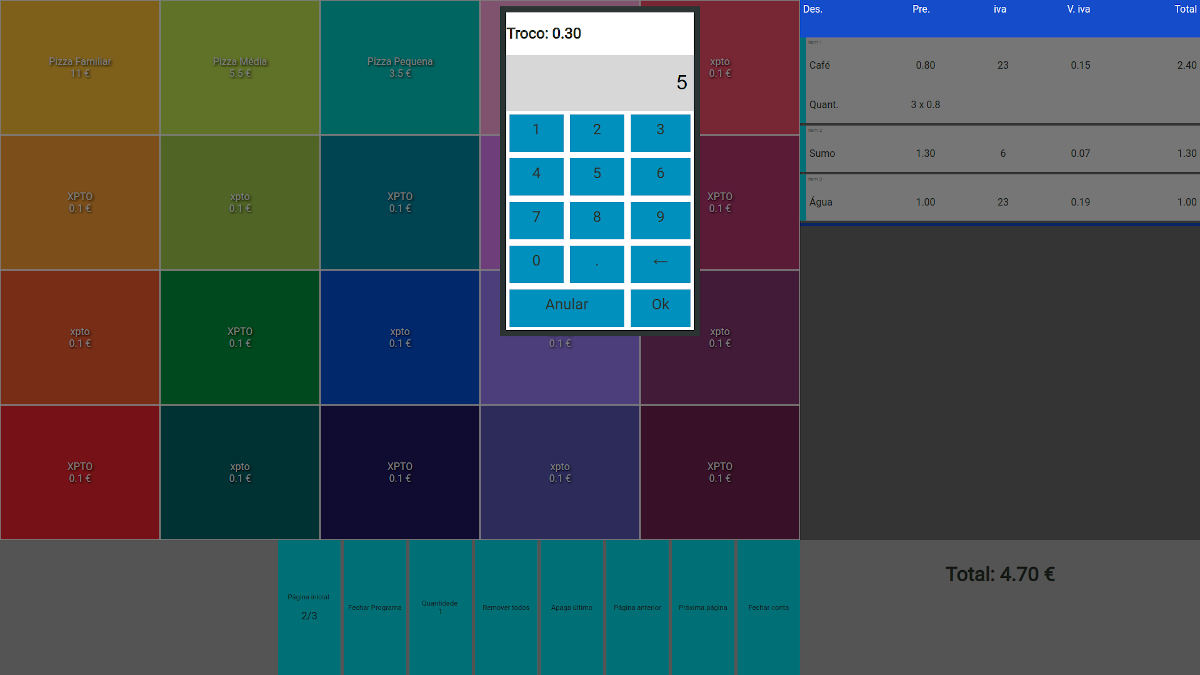 Pizza Familiar
11 €
Pizza Média
5.5 €
Pizza Pequena
3.5 €
xpto
0.1 €
XPTO
0.1 €
xpto
0.1 €
XPTO
0.1 €
XPTO
0.1 €
xpto
0.1 €
XPTO
0.1 €
xpto
0.1 €
0.1 €
xpto
0.1 €
XPTO
0.1 €
xpto
0.1 €
XPTO
0.1 €
xpto
0.1 €
XPTO
0.1 €
Troco: 0.30
5
1 2 3
4 5 6
7 8 9
0 . ←
Anular Ok
Des. Pre. iva V. iva Total
Café 0.80 23 0.15 2.40
Quant. 3 x 0.8
Sumo 1.30 6 0.07 1.30
Água 1.00 23 0.19 1.00
Total: 4.70 €
Página inicial
2/3
Fechar Programa
Quantidade
1
Remover todos
Apaga último
Página anterior
Próxima página
Fechar conta